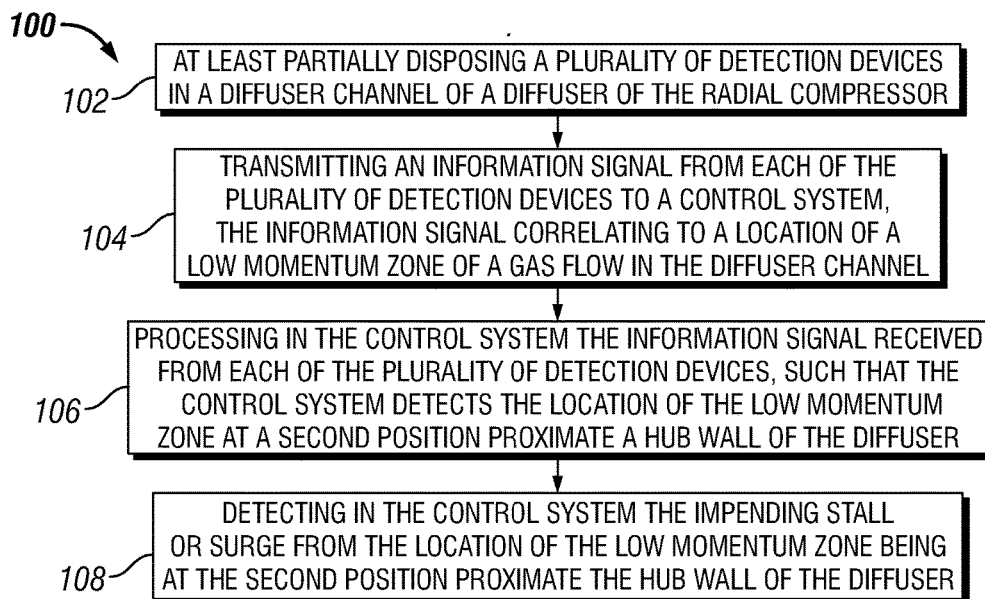 100
AT LEAST PARTIALLY DISPOSING A PLURALITY OF DETECTION DEVICES
IN A DIFFUSER CHANNEL OF A DIFFUSER OF THE RADIAL COMPRESSOR
102
TRANSMITTING AN INFORMATION SIGNAL FROM EACH OF THE
PLURALITY OF DETECTION DEVICES TO A CONTROL SYSTEM,
THE INFORMATION SIGNAL CORRELATING TO A LOCATION OF A
LOW MOMENTUM ZONE OF A GAS FLOW IN THE DIFFUSER CHANNEL
104
PROCESSING IN THE CONTROL SYSTEM THE INFORMATION SIGNAL RECEIVED
FROM EACH OF THE PLURALITY OF DETECTION DEVICES, SUCH THAT THE
CONTROL SYSTEM DETECTS THE LOCATION OF THE LOW MOMENTUM
ZONE AT A SECOND POSITION PROXIMATE A HUB WALL OF THE DIFFUSER
106
DETECTING IN THE CONTROL SYSTEM THE IMPENDING STALL
OR SURGE FROM THE LOCATION OF THE LOW MOMENTUM ZONE BEING
AT THE SECOND POSITION PROXIMATE THE HUB WALL OF THE DIFFUSER
108